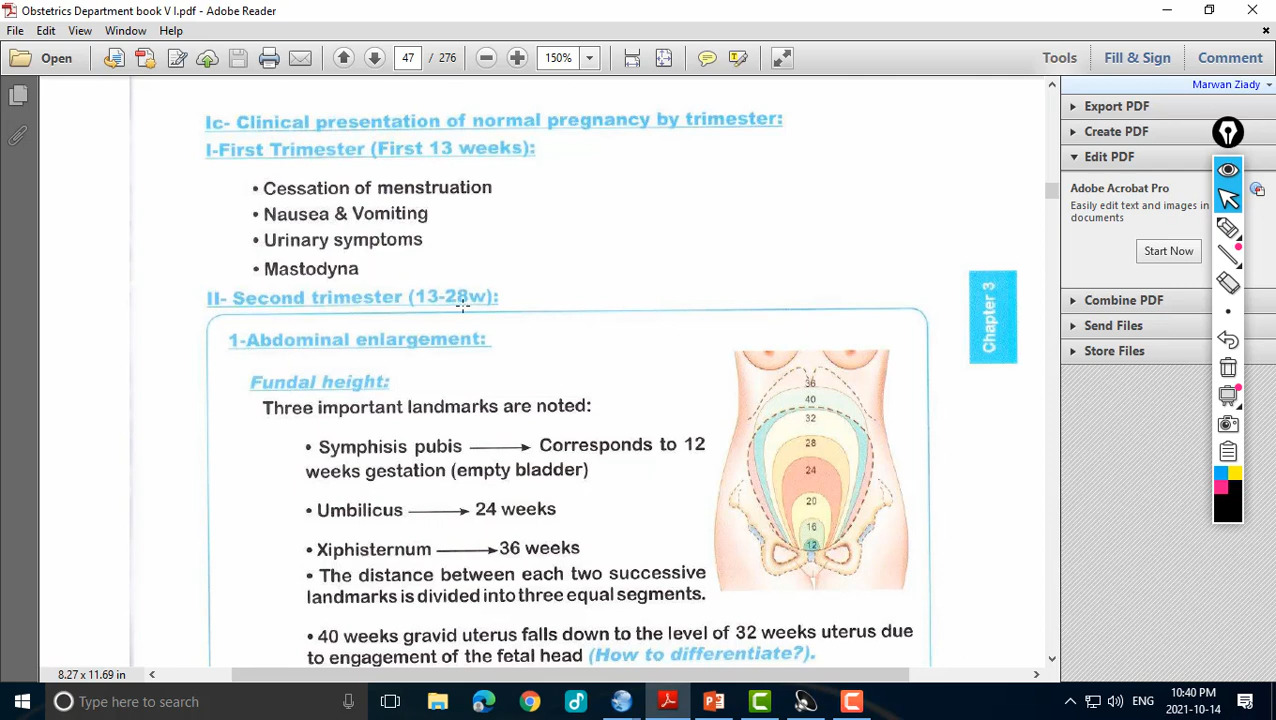 Obstetrics Department book V I.pdf - Adobe Reader
File Edit View Window Help
Open 47 / 276 150% Tools Fill & Sign Comment
Marwan Ziady
Export PDF
Create PDF
Edit PDF
Adobe Acrobat Pro
Easily edit text and images in
documents
Start Now
Combine PDF
Send Files
Store Files
Ic- Clinical presentation of normal pregnancy by trimester:
I-First Trimester (First 13 weeks):
• Cessation of menstruation
• Nausea & Vomiting
• Urinary symptoms
• Mastodyna
II- Second trimester (13-28w):
1-Abdominal enlargement:
Fundal height:
Three important landmarks are noted:
• Symphisis pubis → Corresponds to 12
weeks gestation (empty bladder)
• Umbilicus → 24 weeks
• Xiphisternum → 36 weeks
• The distance between each two successive
landmarks is divided into three equal segments.
• 40 weeks gravid uterus falls down to the level of 32 weeks uterus due
to engagement of the fetal head (How to differentiate?).
36
40
32
28
24
20
16
12
Chapter 3
8.27 x 11.69 in
Type here to search
ENG
10:40 PM
2021-10-14